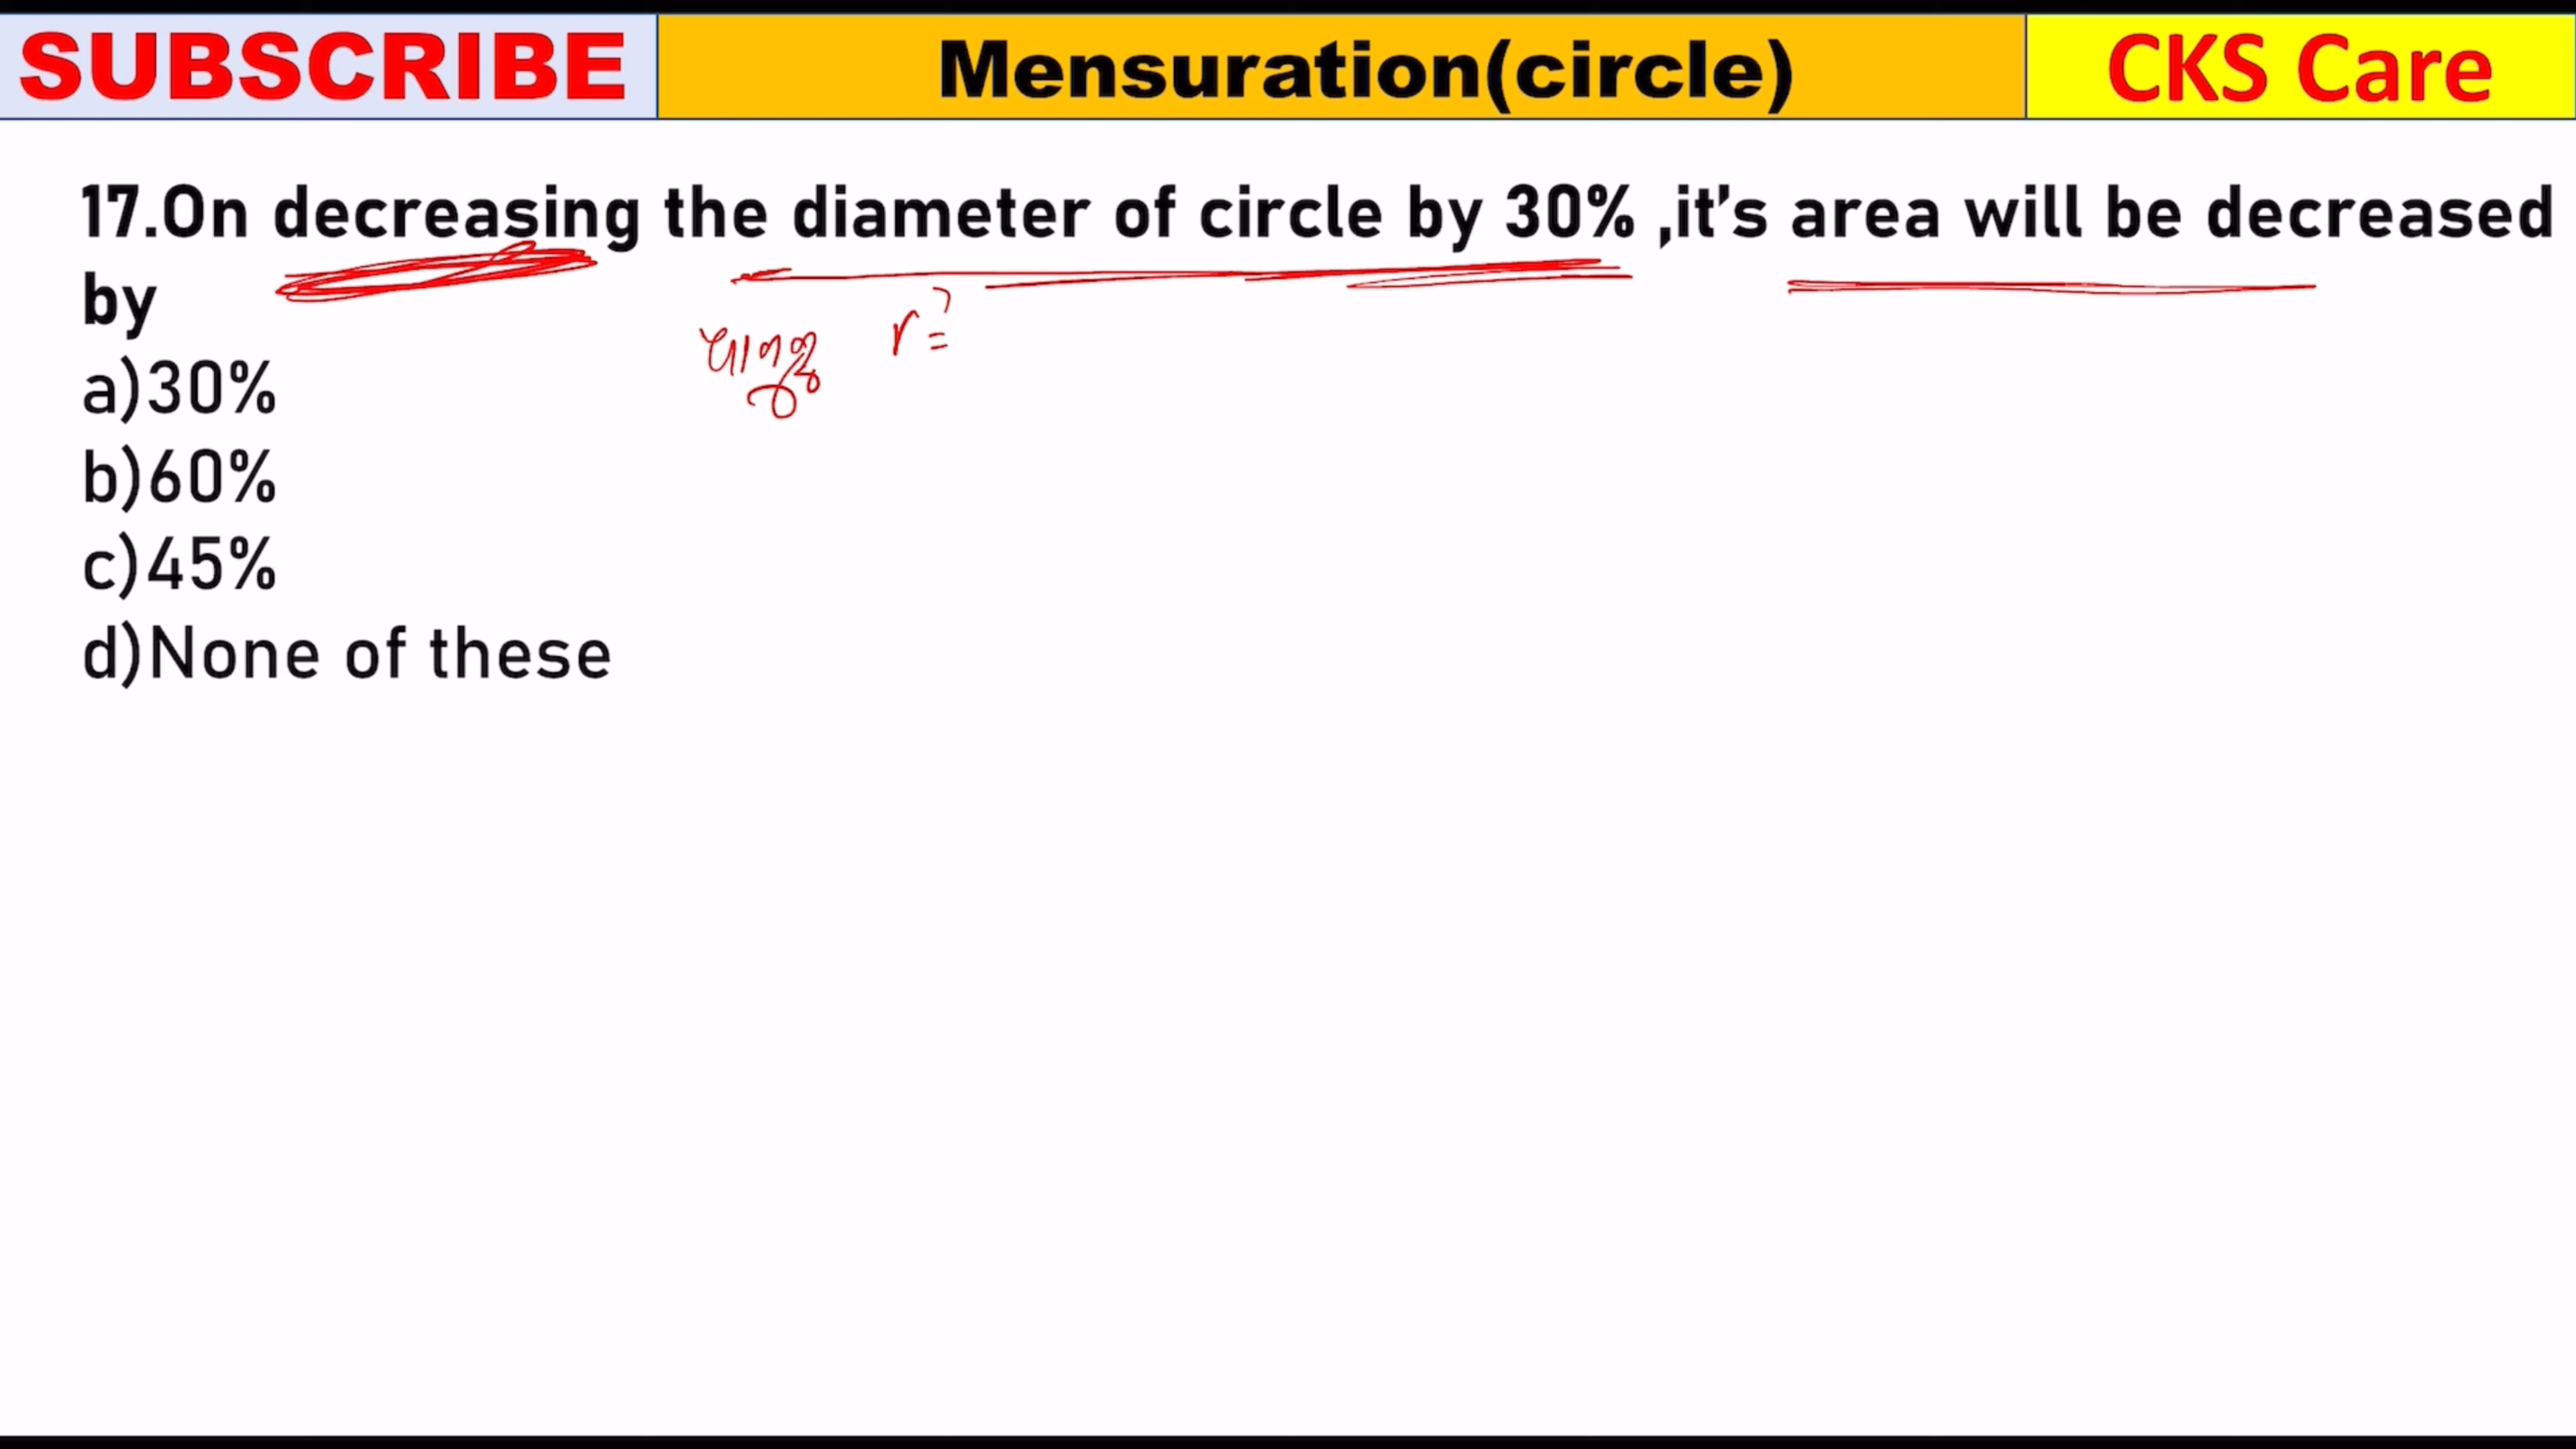 SUBSCRIBE
Mensuration(circle)
CKS Care
17.On decreasing the diameter of circle by 30% ,it's area will be decreased
by
r=?
a)30%
b)60%
c)45%
d)None of these